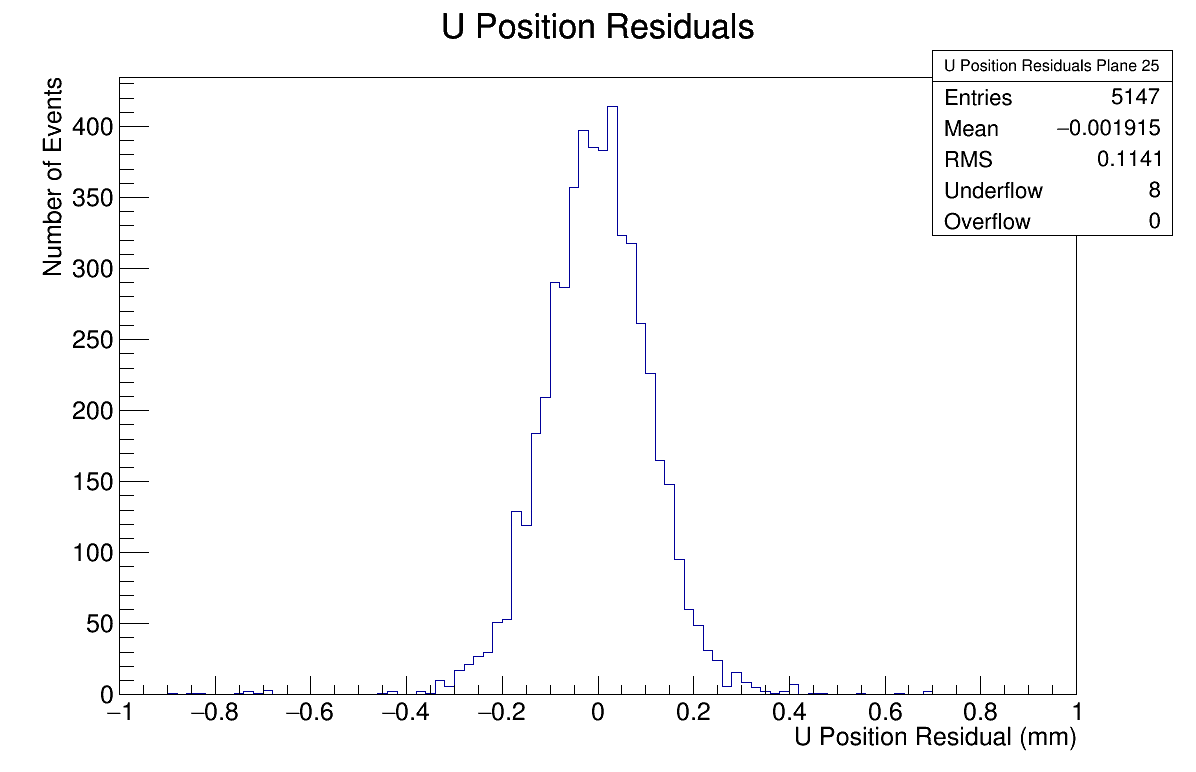 U Position Residuals
U Position Residuals Plane 25
Entries 5147
Mean −0.001915
RMS 0.1141
Underflow 8
Overflow 0
Number of Events
400
350
300
250
200
150
100
50
0
−1 −0.8 −0.6 −0.4 −0.2 0 0.2 0.4 0.6 0.8 1
U Position Residual (mm)